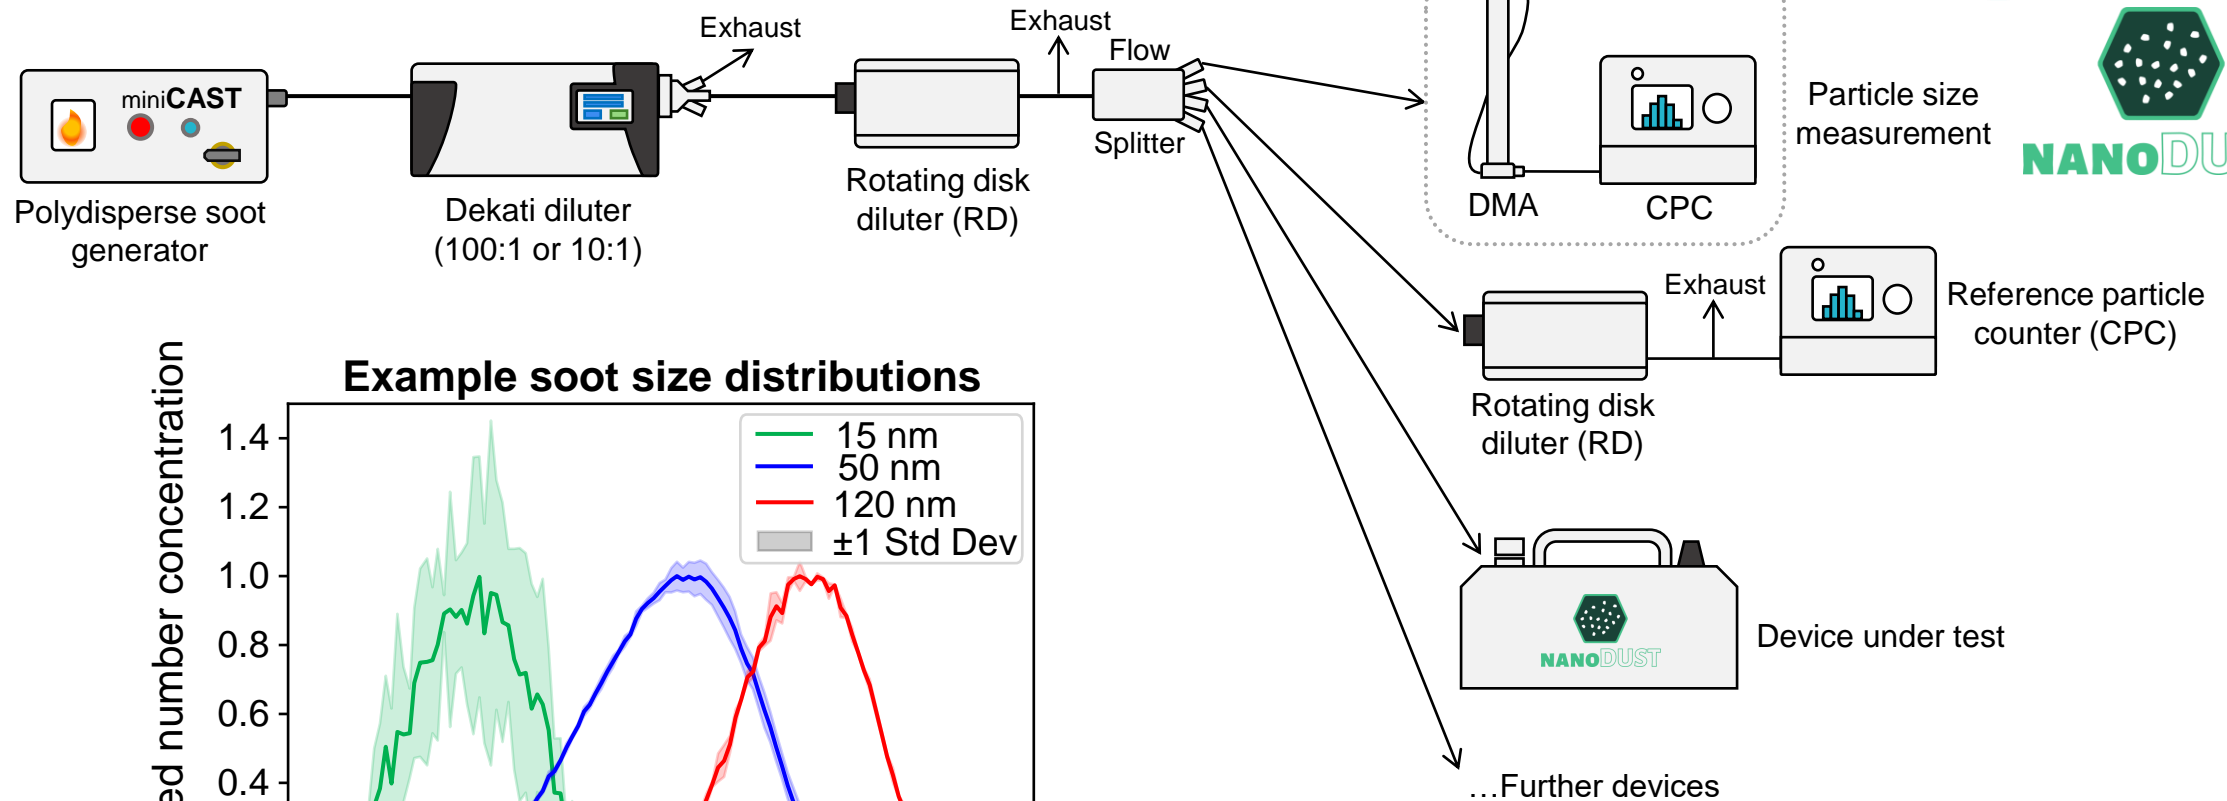 Exhaust
Exhaust
Flow
miniCAST
Splitter
Particle size
measurement
NANODU
Polydisperse soot
generator
Dekati diluter
(100:1 or 10:1)
Rotating disk
diluter (RD)
DMA
CPC
Exhaust
Reference particle
counter (CPC)
Rotating disk
diluter (RD)
Example soot size distributions
ed number concentration
1.4
1.2
1.0
0.8
0.6
0.4
15 nm
50 nm
120 nm
±1 Std Dev
NANODUST
Device under test
...Further devices